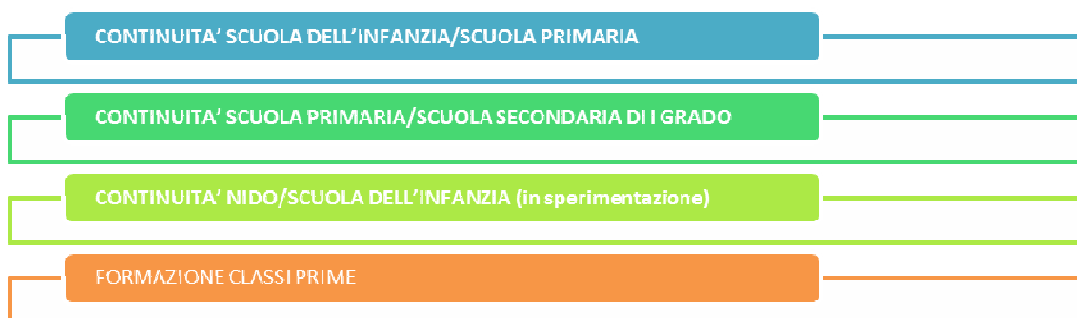 CONTINUITA' SCUOLA DELL'INFANZIA/SCUOLA PRIMARIA
CONTINUITA' SCUOLA PRIMARIA/SCUOLA SECONDARIA DI I GRADO
CONTINUITA' NIDO/SCUOLA DELL'INFANZIA (in sperimentazione)
FORMAZIONE CLASSI PRIME